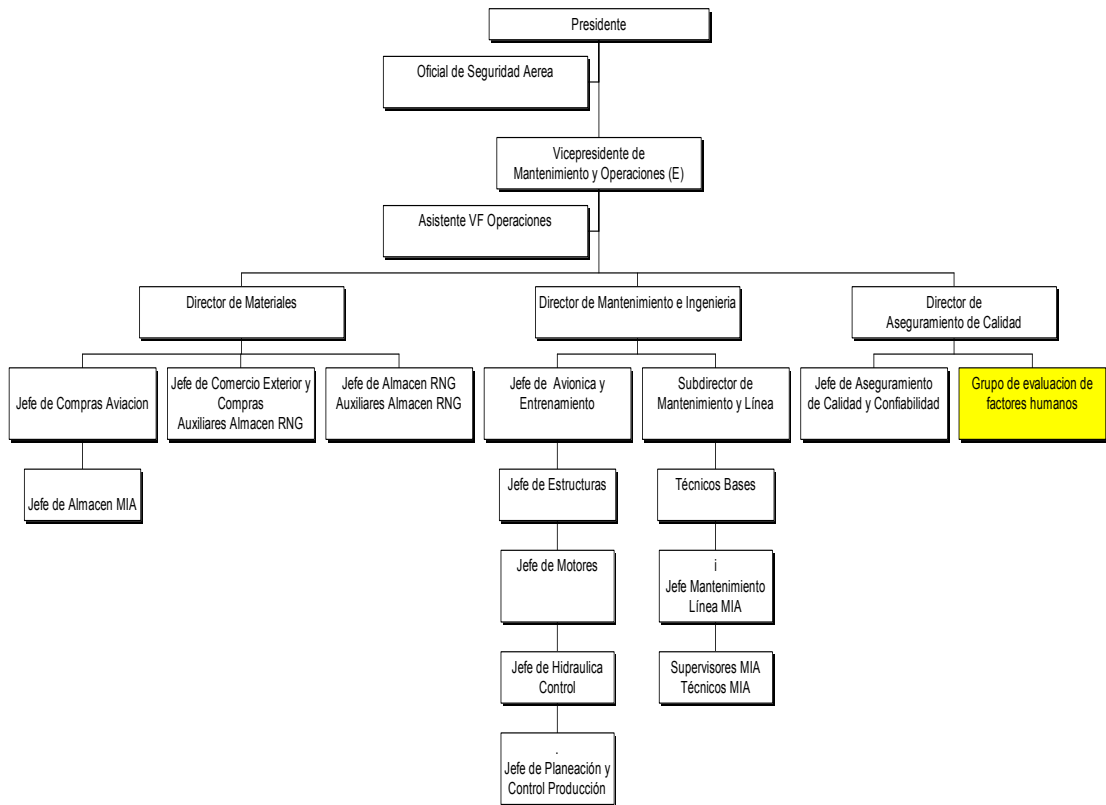 Presidente
Oficial de Seguridad Aerea
Vicepresidente de
Mantenimiento y Operaciones (E)
Asistente VF Operaciones
Director de Materiales
Director de Mantenimiento e Ingenieria
Director de
Aseguramiento de Calidad
Jefe de Compras Aviacion
Jefe de Comercio Exterior y
Compras
Auxiliares Almacen RNG
Jefe de Almacen RNG
Auxiliares Almacen RNG
Jefe de Avionica y
Entrenamiento
Subdirector de
Mantenimiento y Línea
Jefe de Aseguramiento
de Calidad y Confiabilidad
Grupo de evaluacion de
factores humanos
Jefe de Almacen MIA
Jefe de Estructuras
Técnicos Bases
Jefe de Motores
i
Jefe Mantenimiento
Línea MIA
Jefe de Hidraulica
Control
Supervisores MIA
Técnicos MIA
.
Jefe de Planeación y
Control Producción